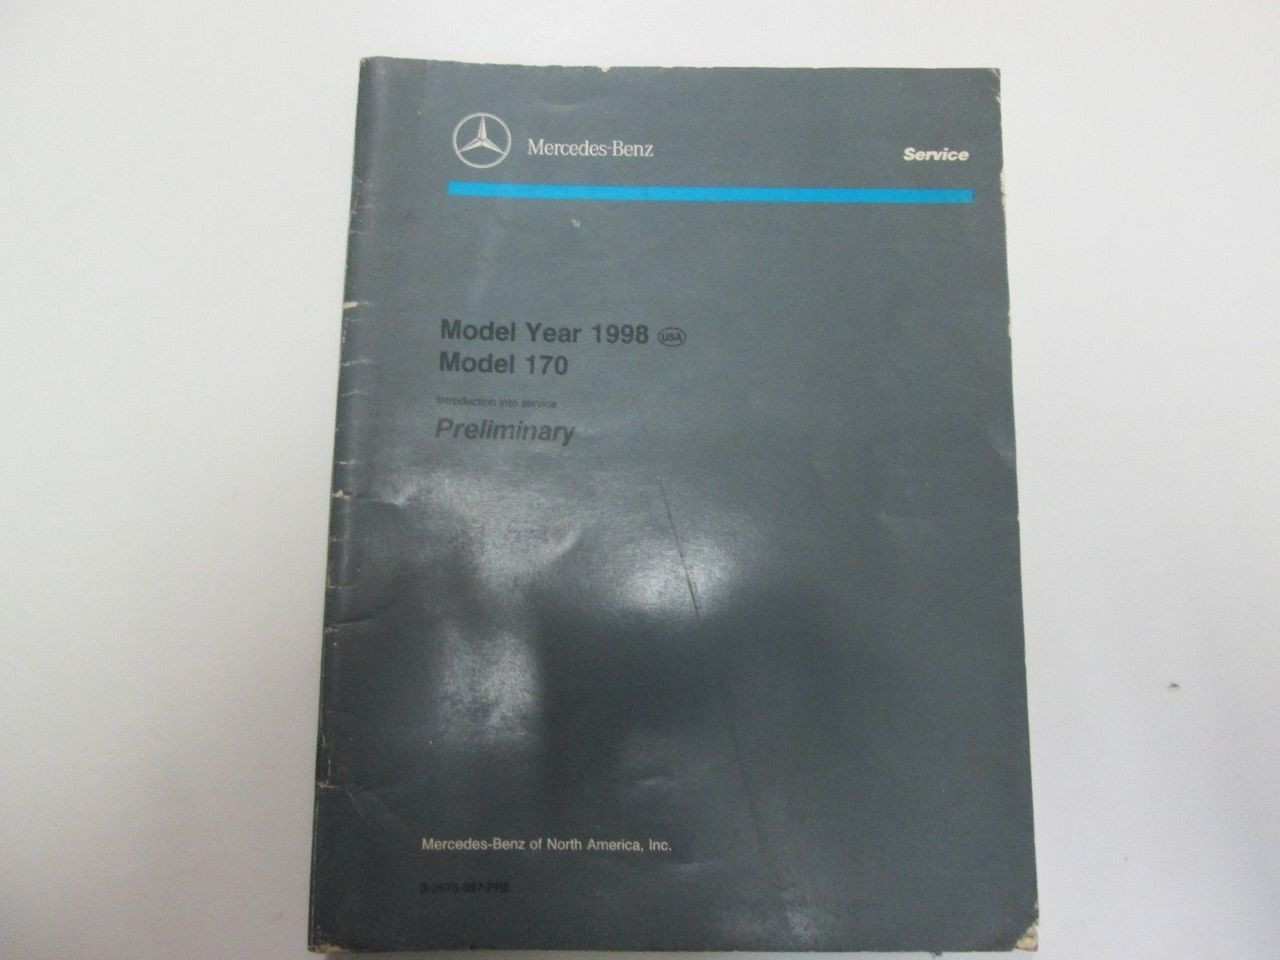 Mercedes-Benz
Service
Model Year 1998 USA
Model 170
Introduction into service
Preliminary
Mercedes-Benz of North America, Inc.